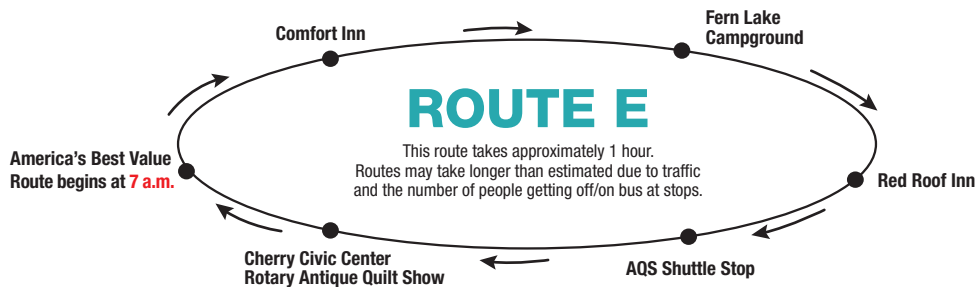 Comfort Inn
Fern Lake
Campground
ROUTE E
This route takes approximately 1 hour.
Routes may take longer than estimated due to traffic
and the number of people getting off/on bus at stops.
America's Best Value
Route begins at 7 a.m.
Red Roof Inn
Cherry Civic Center
Rotary Antique Quilt Show
AQS Shuttle Stop